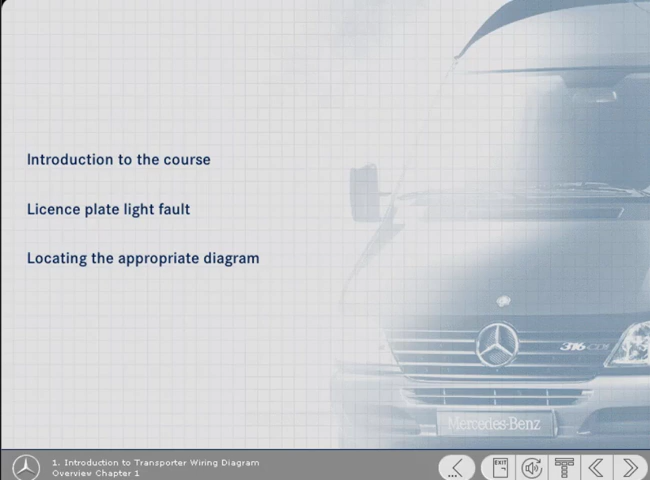 Introduction to the course
Licence plate light fault
Locating the appropriate diagram
316 CDI
Mercedes-Benz
1. Introduction to Transporter Wiring Diagram
Overview Chapter 1
EXIT